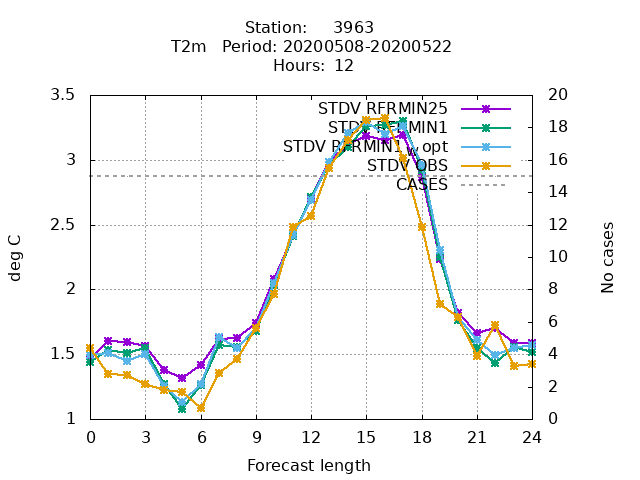 Station: 3963
T2m Period: 20200508-20200522
Hours: 12
3.5
3
2.5
2
1.5
1
20
18
16
14
12
10
8
6
4
2
0
STDV RFRMIN25
STDV RFRMIN1
STDV RFRMIN1_w_opt
STDV OBS
CASES
deg C
No cases
0 3 6 9 12 15 18 21 24
Forecast length